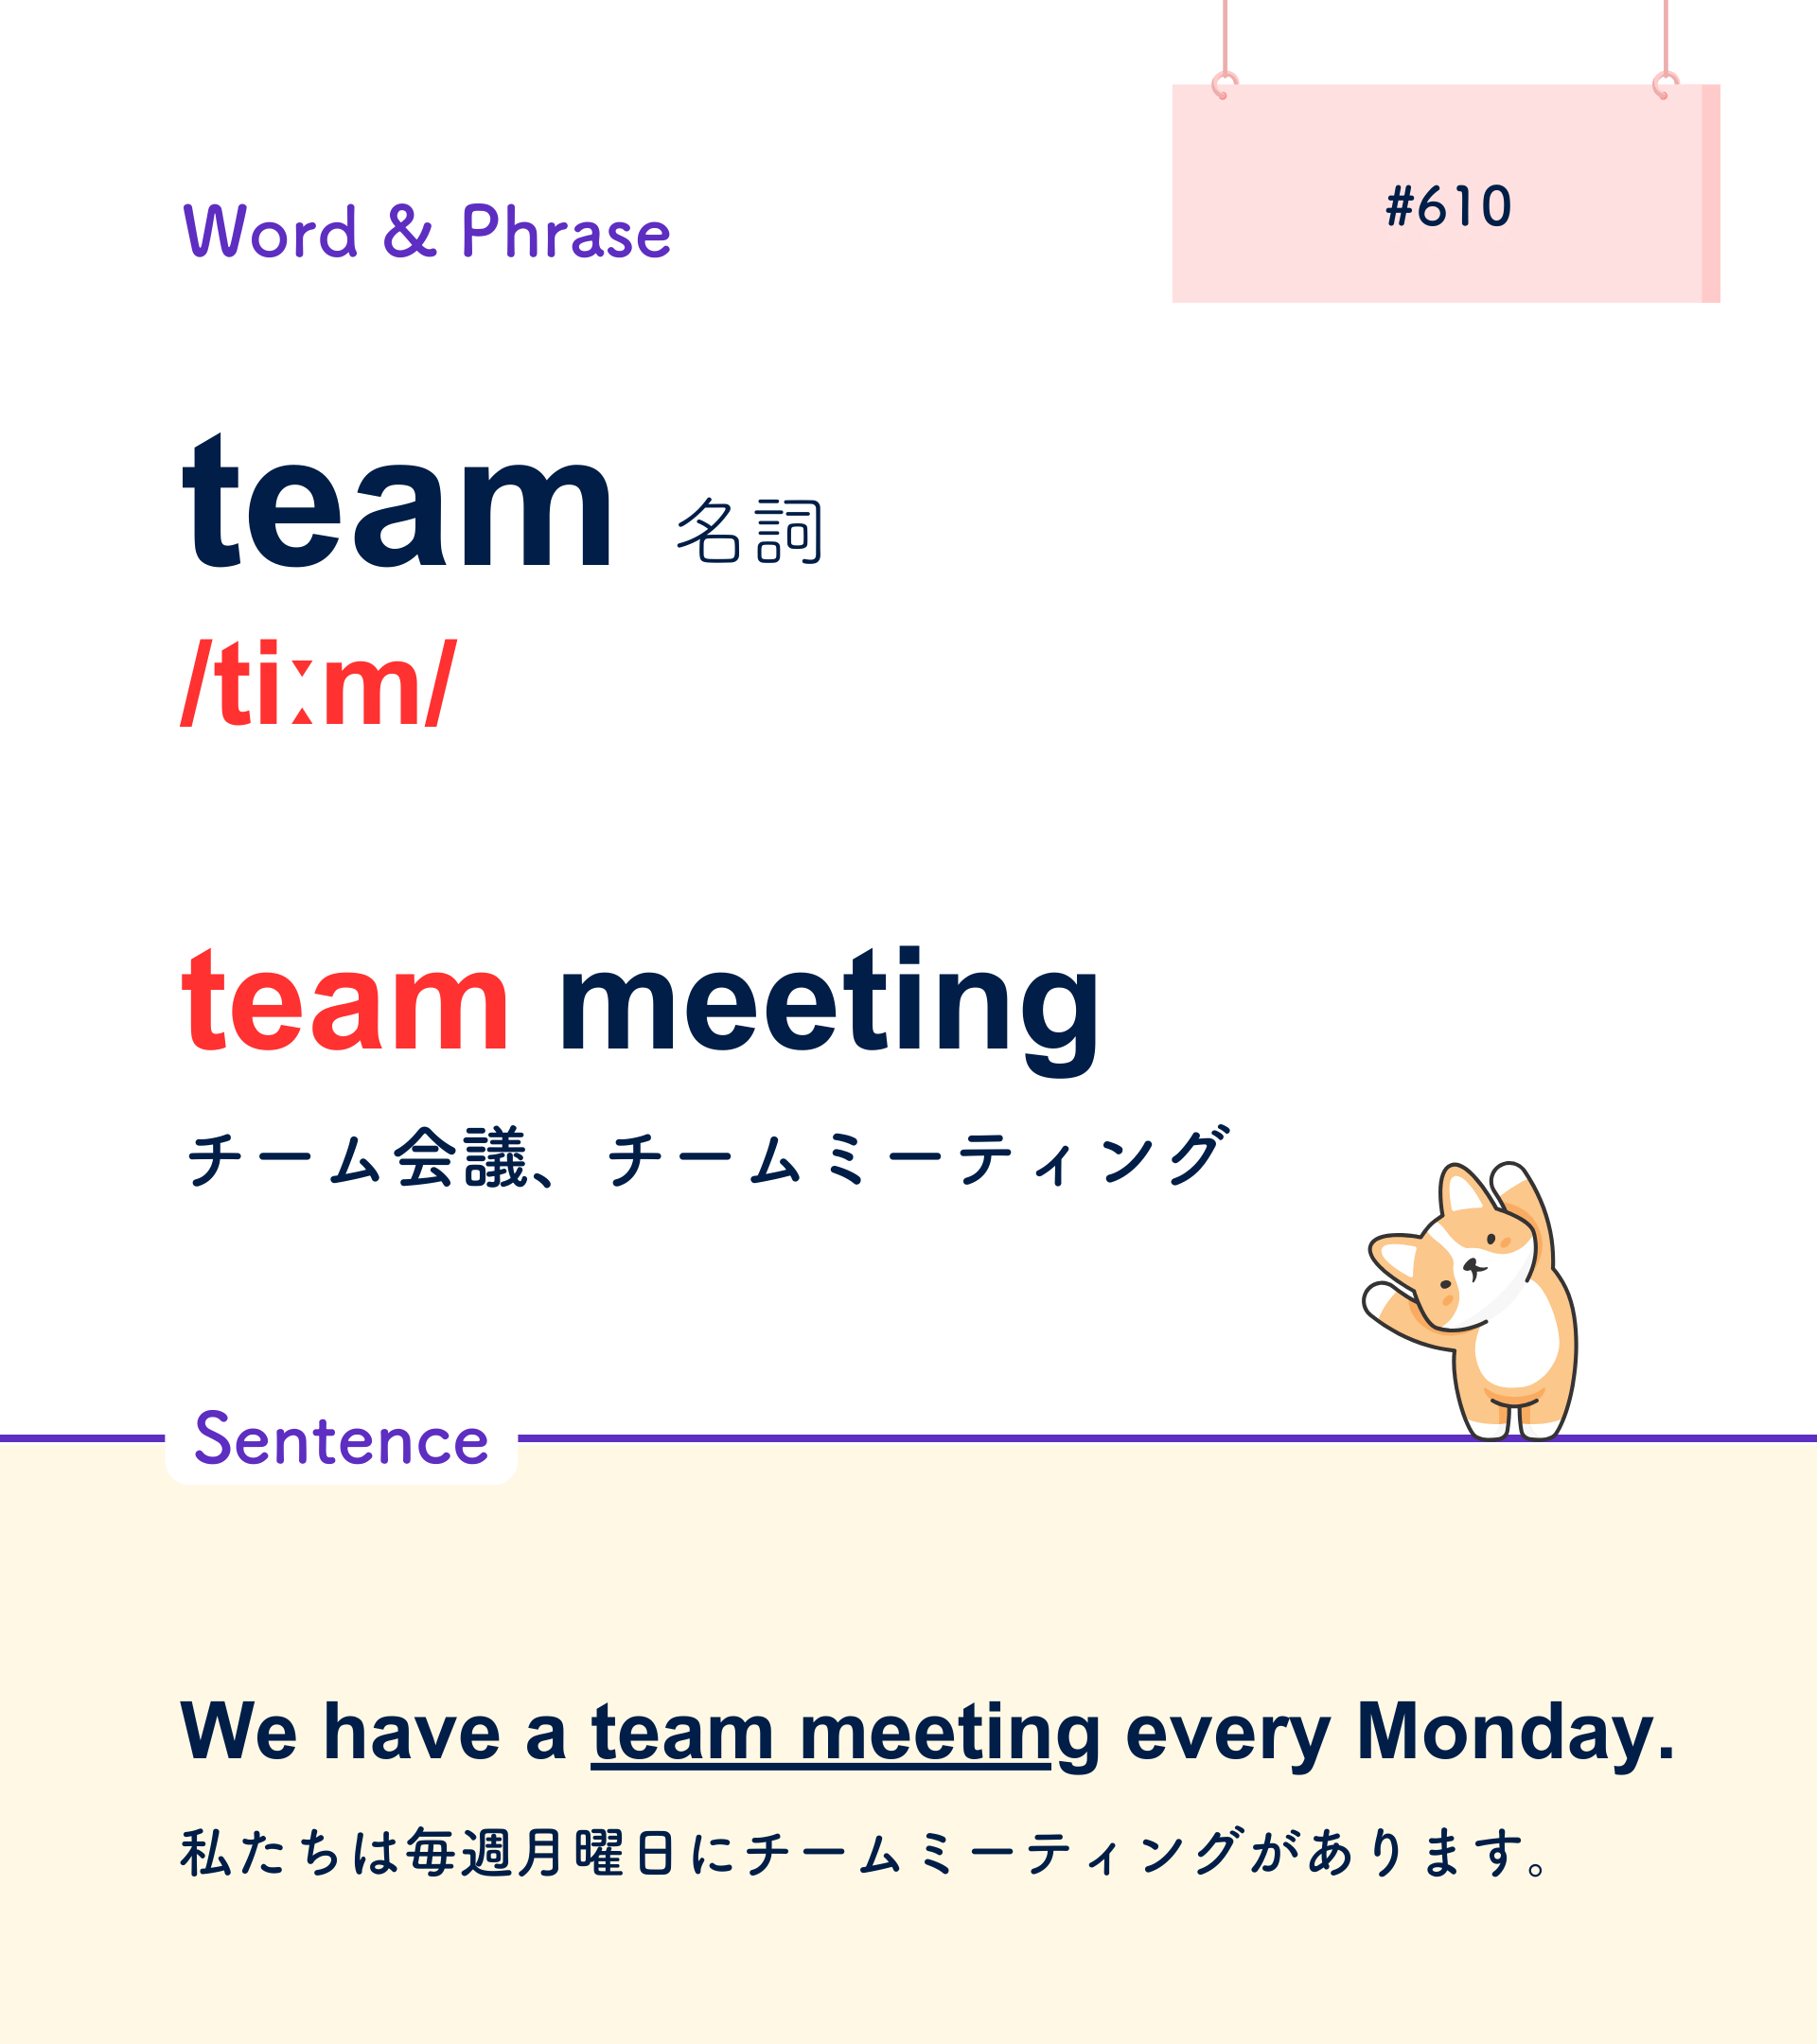 #610
Word & Phrase
team 名詞
/tiːm/
team meeting
チーム会議、チームミーティング
Sentence
We have a team meeting every Monday.
私たちは毎週月曜日にチームミーティングがあります。